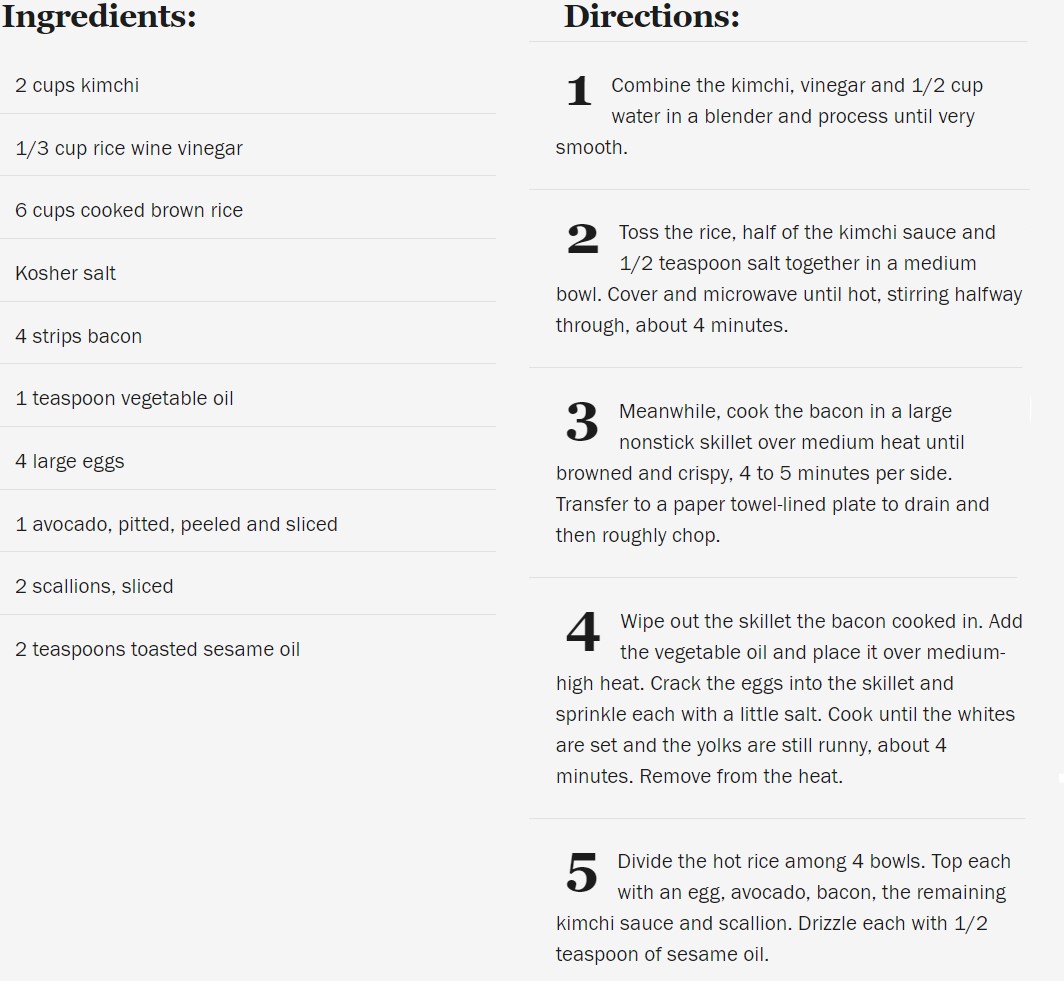 Ingredients:
2 cups kimchi
1/3 cup rice wine vinegar
6 cups cooked brown rice
Kosher salt
4 strips bacon
1 teaspoon vegetable oil
4 large eggs
1 avocado, pitted, peeled and sliced
2 scallions, sliced
2 teaspoons toasted sesame oil
Directions:
1 Combine the kimchi, vinegar and 1/2 cup
water in a blender and process until very
smooth.
2 Toss the rice, half of the kimchi sauce and
1/2 teaspoon salt together in a medium
bowl. Cover and microwave until hot, stirring halfway
through, about 4 minutes.
3 Meanwhile, cook the bacon in a large
nonstick skillet over medium heat until
browned and crispy, 4 to 5 minutes per side.
Transfer to a paper towel-lined plate to drain and
then roughly chop.
4 Wipe out the skillet the bacon cooked in. Add
the vegetable oil and place it over medium-
high heat. Crack the eggs into the skillet and
sprinkle each with a little salt. Cook until the whites
are set and the yolks are still runny, about 4
minutes. Remove from the heat.
5 Divide the hot rice among 4 bowls. Top each
with an egg, avocado, bacon, the remaining
kimchi sauce and scallion. Drizzle each with 1/2
teaspoon of sesame oil.